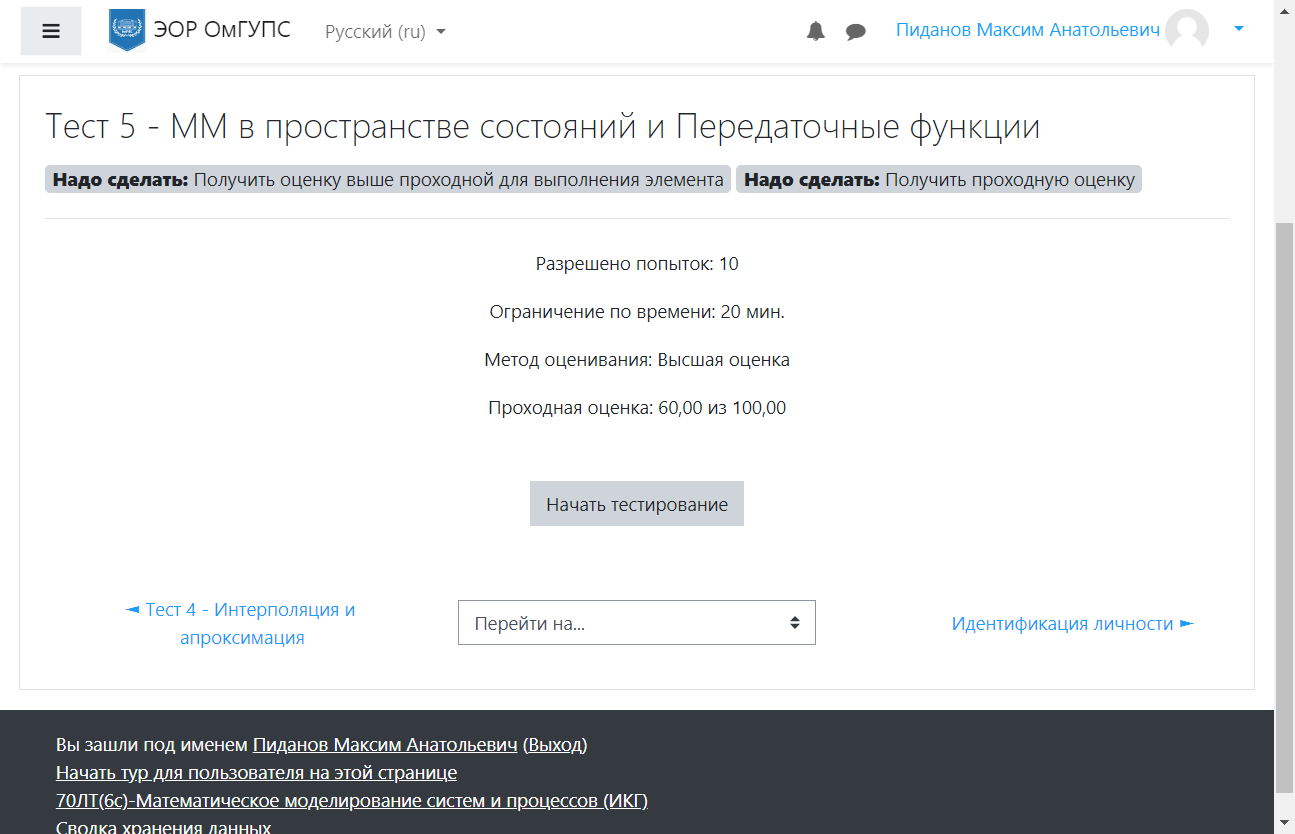 ЭОР ОмГУПС
Русский (ru)
Пиданов Максим Анатольевич
Тест 5 - ММ в пространстве состояний и Передаточные функции
Надо сделать: Получить оценку выше проходной для выполнения элемента
Надо сделать: Получить проходную оценку
Разрешено попыток: 10
Ограничение по времени: 20 мин.
Метод оценивания: Высшая оценка
Проходная оценка: 60,00 из 100,00
Начать тестирование
◄ Тест 4 - Интерполяция и
апроксимация
Перейти на...
Идентификация личности ►
Вы зашли под именем Пиданов Максим Анатольевич (Выход)
Начать тур для пользователя на этой странице
70ЛТ(6с)-Математическое моделирование систем и процессов (ИКГ)
Сводка хранения данных